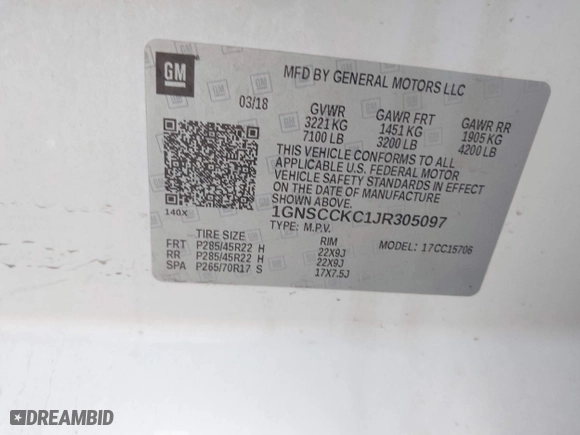 GM
MFD BY GENERAL MOTORS LLC
03/18
GVWR GAWR FRT GAWR RR
3221 KG 1451 KG 1905 KG
7100 LB 3200 LB 4200 LB
THIS VEHICLE CONFORMS TO ALL
APPLICABLE U.S. FEDERAL MOTOR
VEHICLE SAFETY STANDARDS IN EFFECT
ON THE DATE OF MANUFACTURE
SHOWN ABOVE.
140X
1GNSCCKC1JR305097
TYPE: M.P.V. MODEL: 17CC15706
TIRE SIZE RIM
FRT P285/45R22 H 22X9J
RR P285/45R22 H 22X9J
SPA P265/70R17 S 17X7.5J
DREAMBID